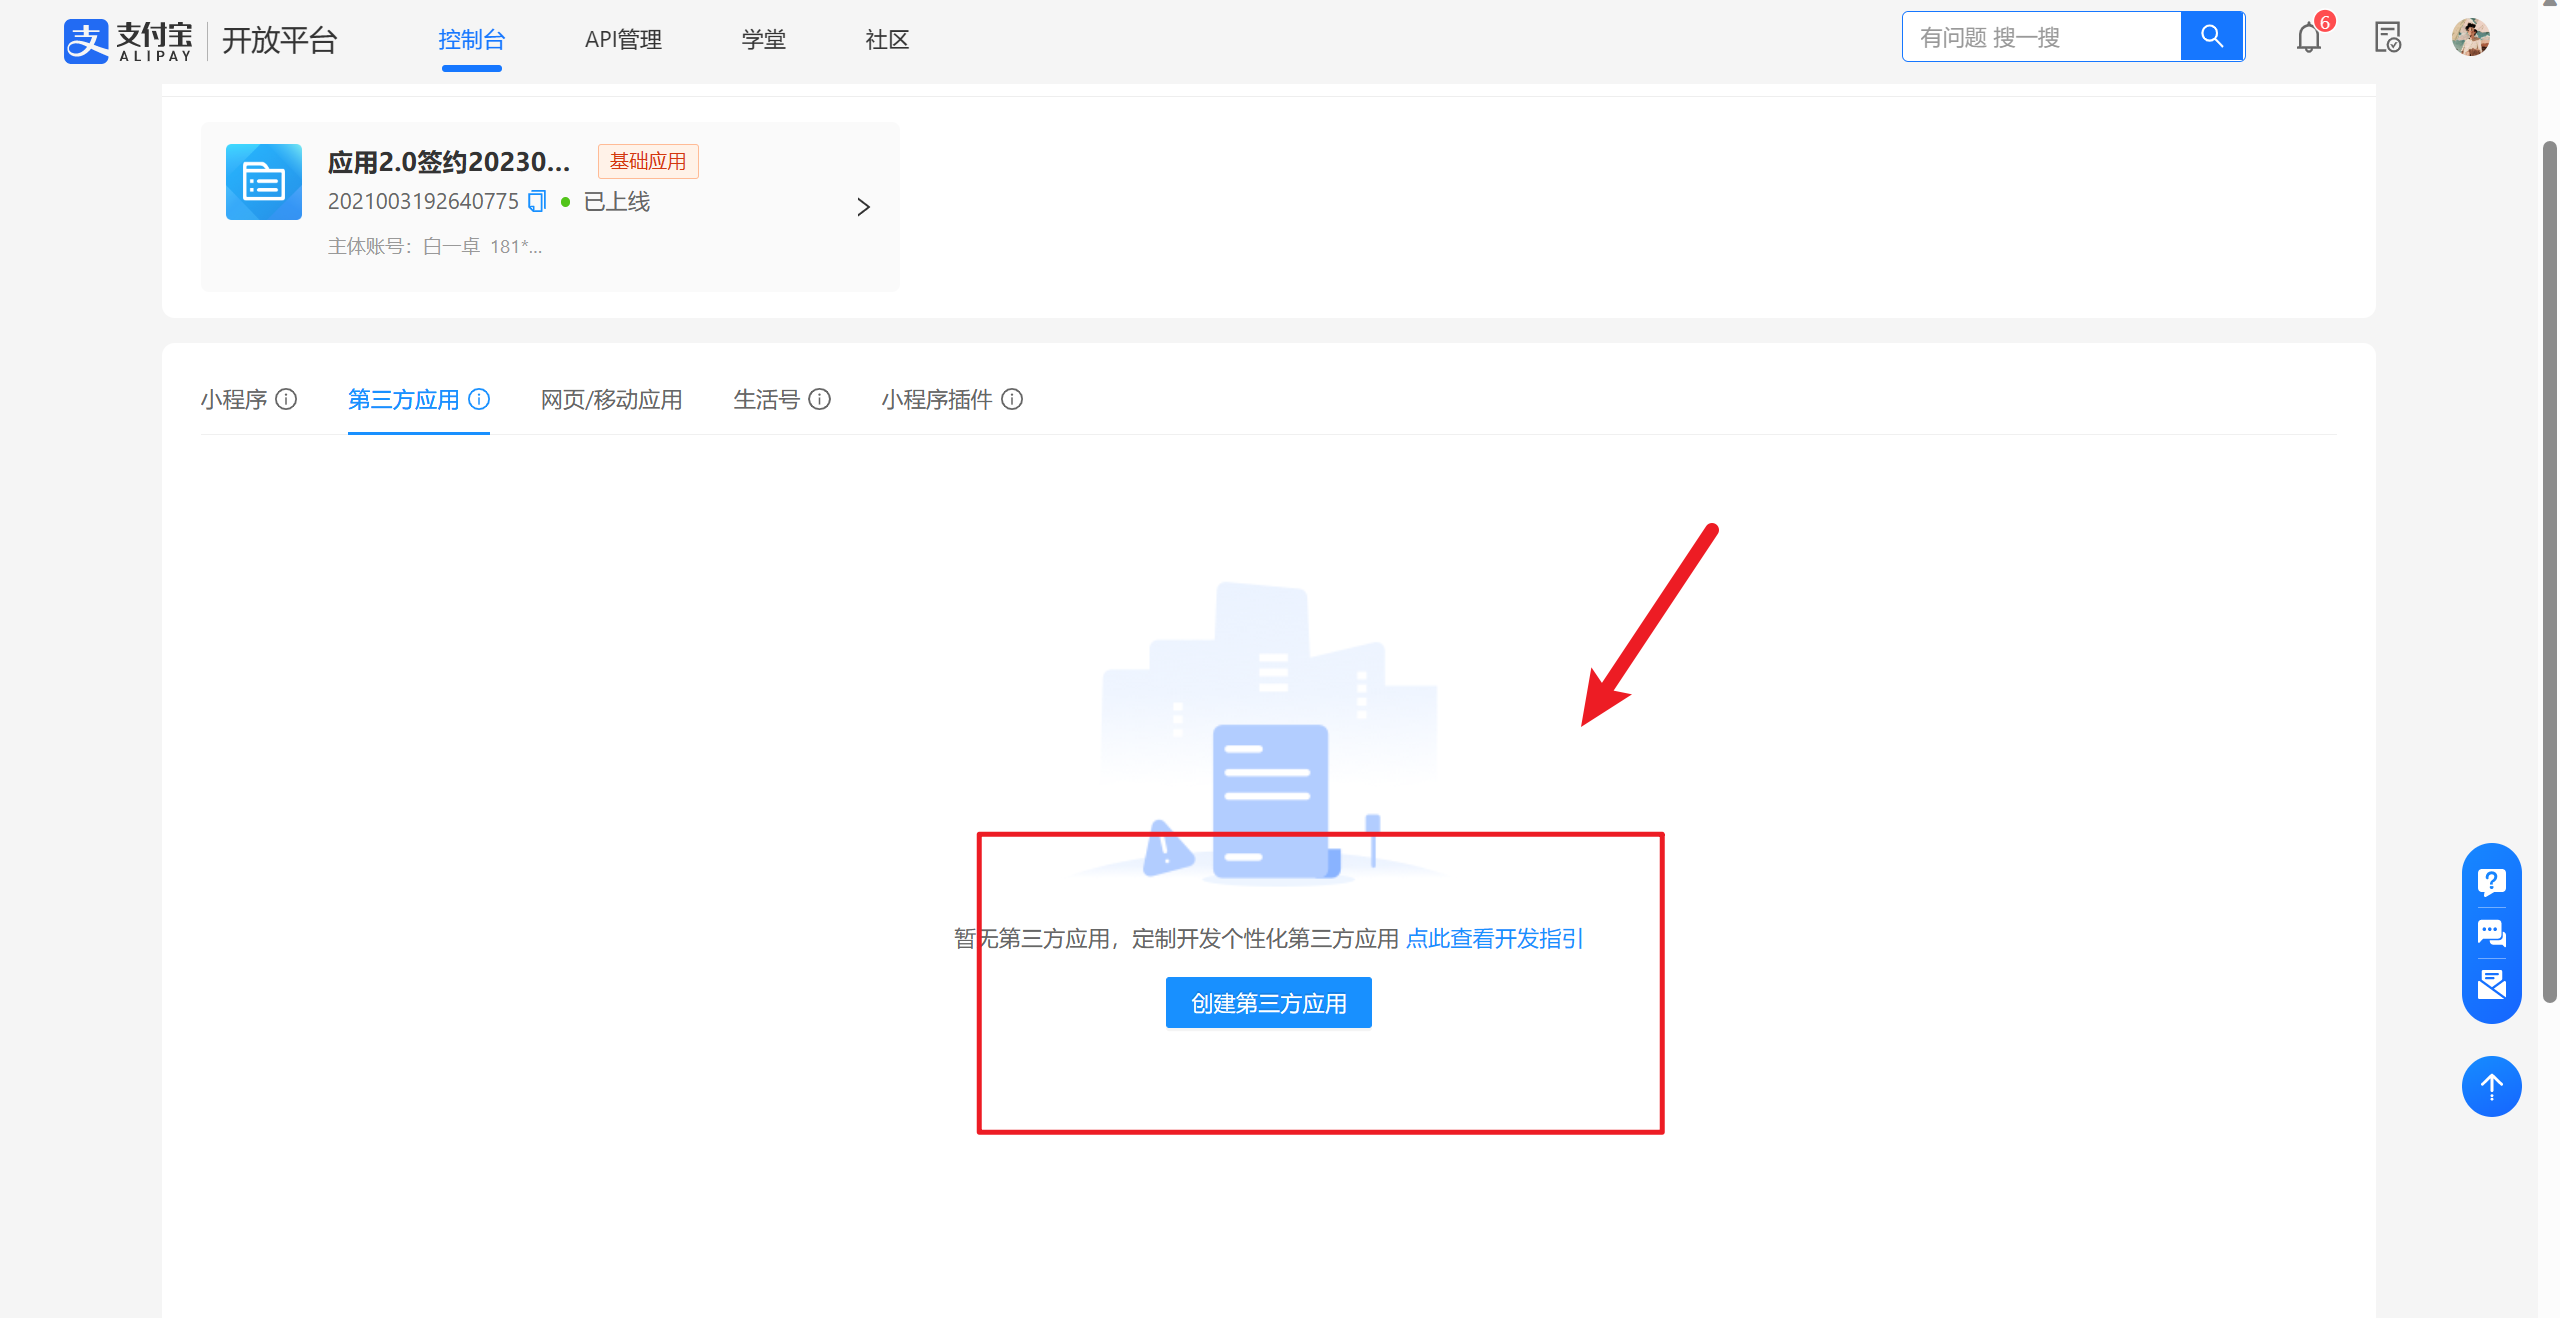 支付宝
ALIPAY
开放平台
控制台
API管理
学堂
社区
有问题 搜一搜
6
应用2.0签约20230...
基础应用
2021003192640775
已上线
主体账号：白一卓 181*...
小程序
第三方应用
网页/移动应用
生活号
小程序插件
暂无第三方应用，定制开发个性化第三方应用 点此查看开发指引
创建第三方应用